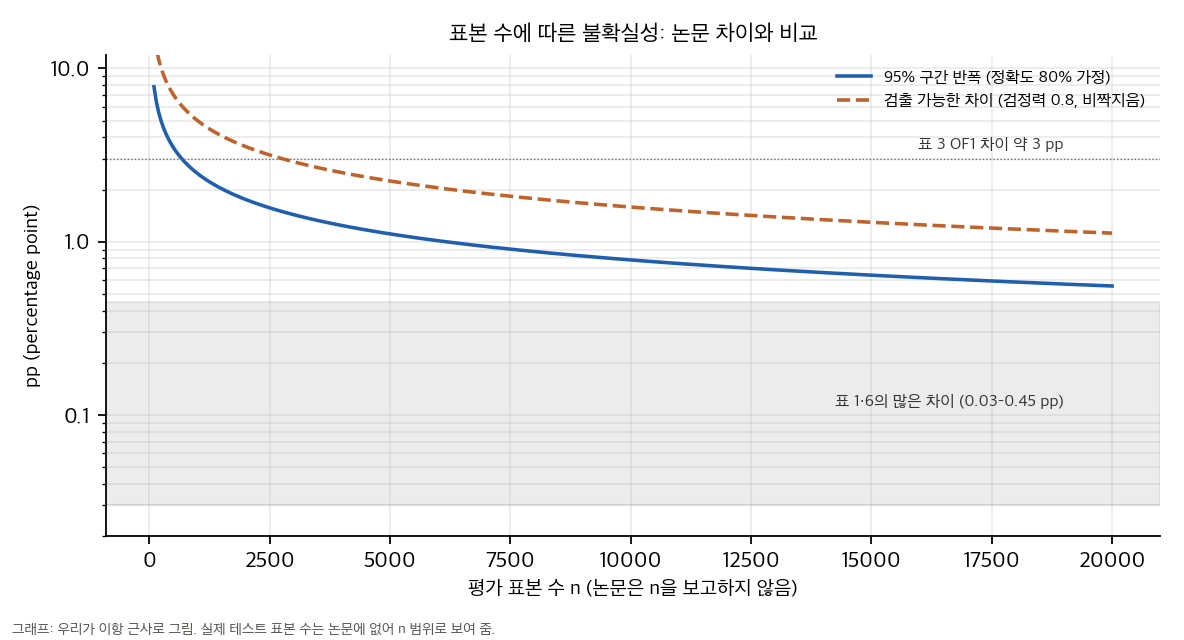 표본 수에 따른 불확실성: 논문 차이와 비교
95% 구간 반폭 (정확도 80% 가정)
검출 가능한 차이 (검정력 0.8, 비짝지음)
표 3 OF1 차이 약 3 pp
표 1·6의 많은 차이 (0.03-0.45 pp)
pp (percentage point)
10.0
1.0
0.1
0 2500 5000 7500 10000 12500 15000 17500 20000
평가 표본 수 n (논문은 n을 보고하지 않음)
그래프: 우리가 이항 근사로 그림. 실제 테스트 표본 수는 논문에 없어 n 범위로 보여 줌.